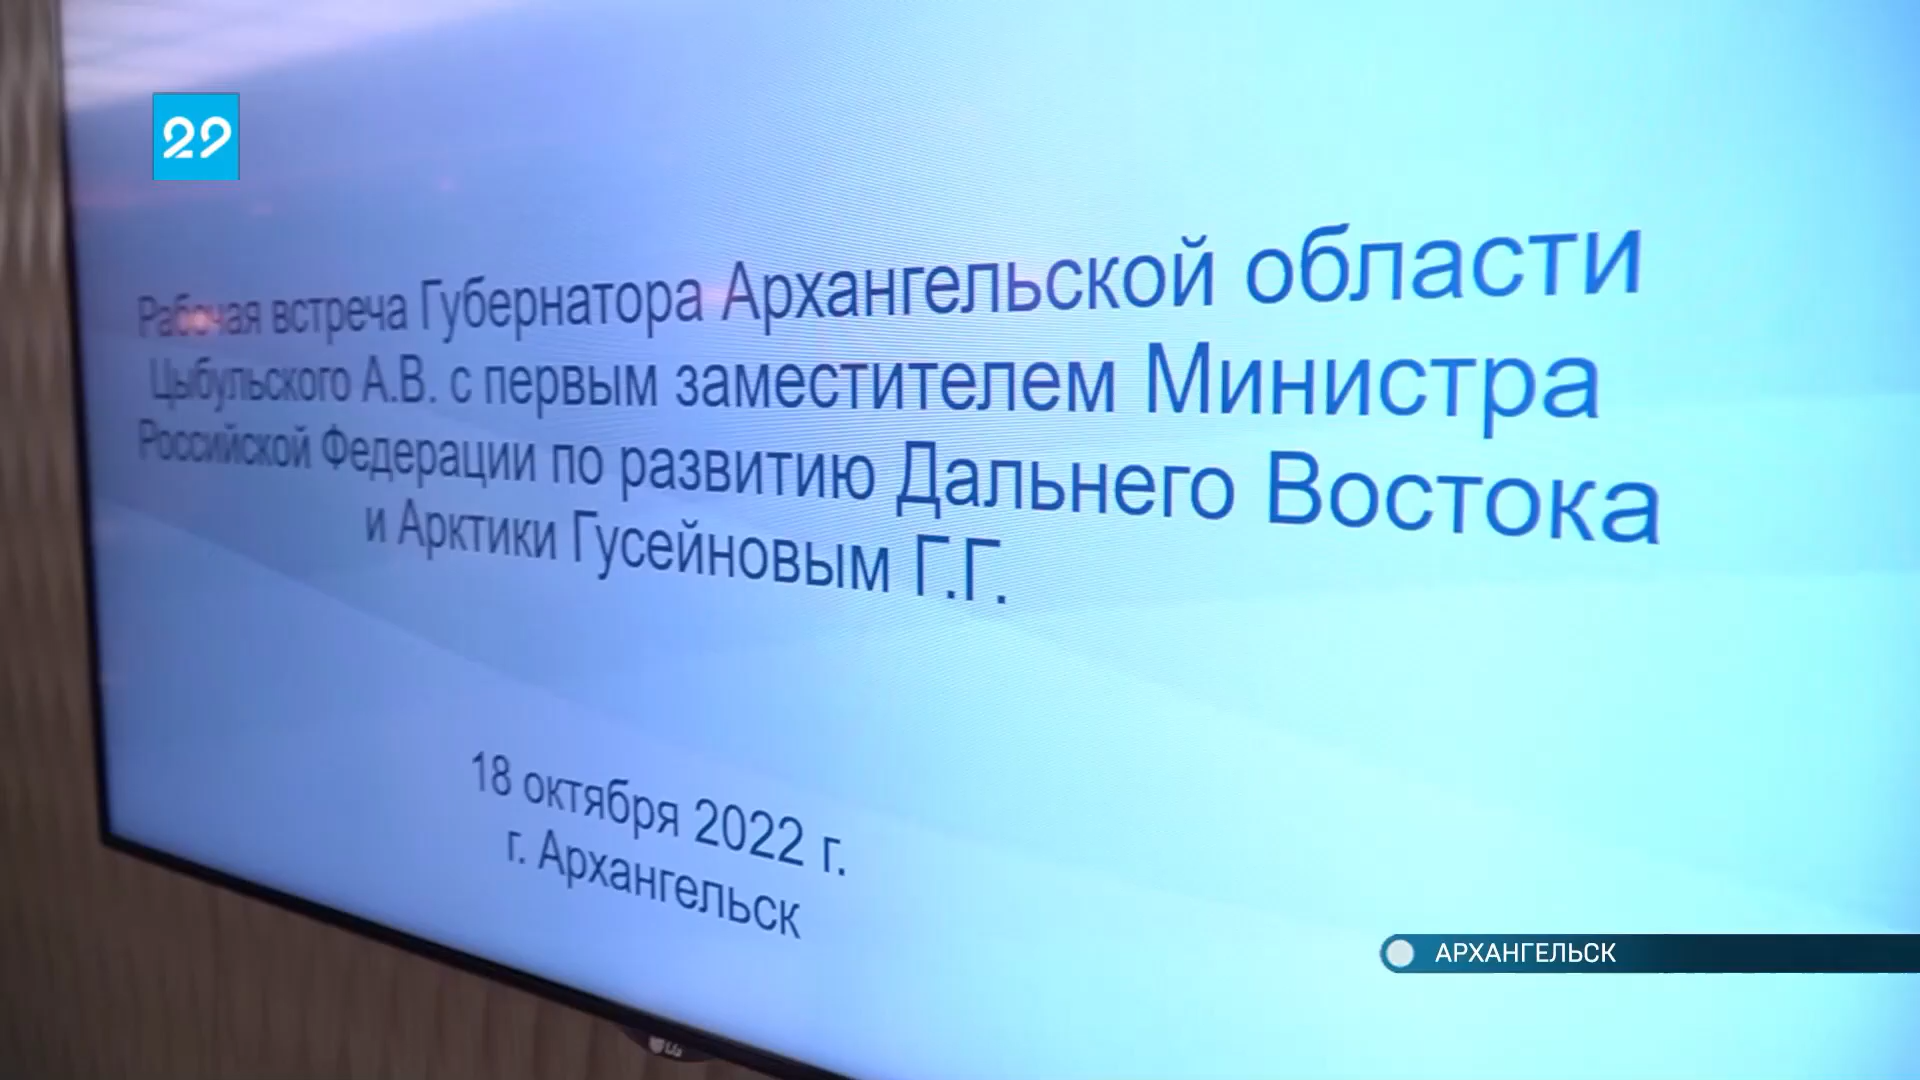 29
Рабочая встреча Губернатора Архангельской области
Цыбульского А.В. с первым заместителем Министра
Российской Федерации по развитию Дальнего Востока
и Арктики Гусейновым Г.Г.
18 октября 2022 г.
г. Архангельск
АРХАНГЕЛЬСК
LG